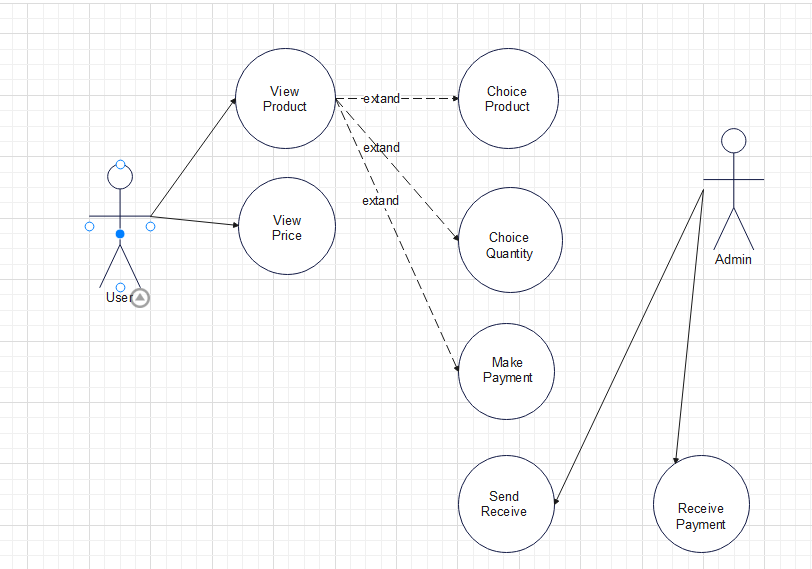 View
Product
extand
Choice
Product
extand
extand
View
Price
Choice
Quantity
User
Admin
Make
Payment
Send
Receive
Receive
Payment